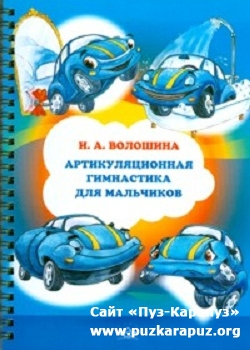 И. А. ВОЛОШИНА
АРТИКУЛЯЦИОННАЯ
ГИМНАСТИКА
ДЛЯ МАЛЬЧИКОВ
Сайт «Пуз-Карапуз»
www.puzkarapuz.org